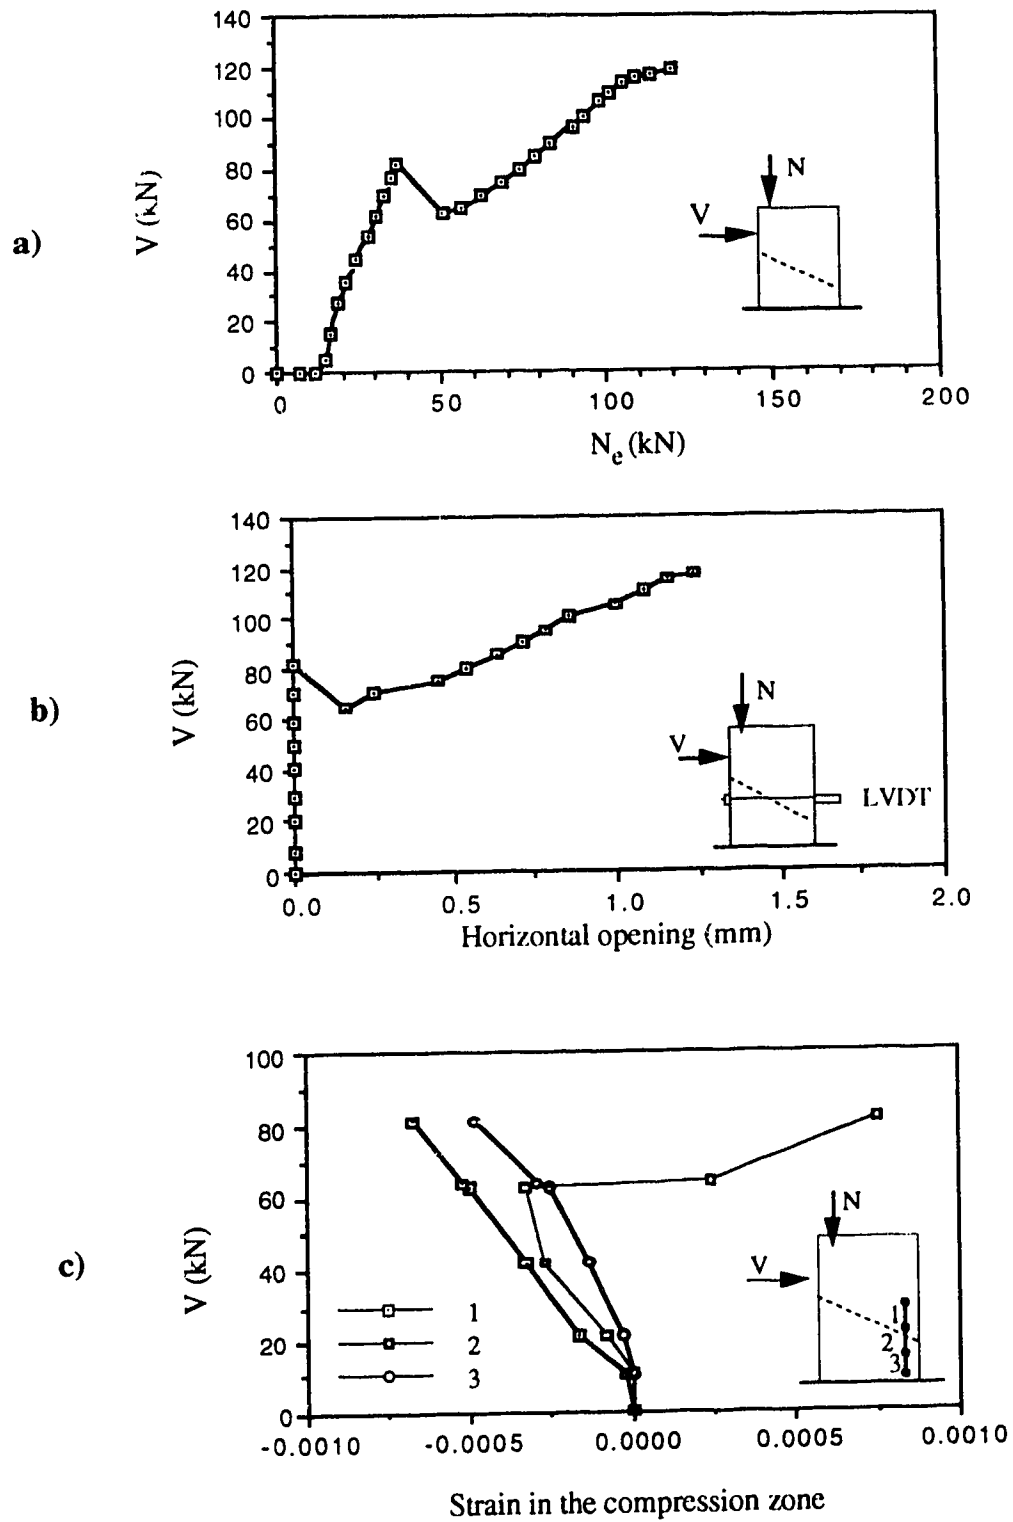 a)
V (kN)
140
120
100
80
60
40
20
0
0 50 100 150 200
N
V
Ne (kN)
b)
V (kN)
140
120
100
80
60
40
20
0
0.0 0.5 1.0 1.5 2.0
N
V
LVDT
Horizontal opening (mm)
c)
V (kN)
100
80
60
40
20
0
-0.0010 -0.0005 0.0000 0.0005 0.0010
1
2
3
N
V
1
2
3
Strain in the compression zone